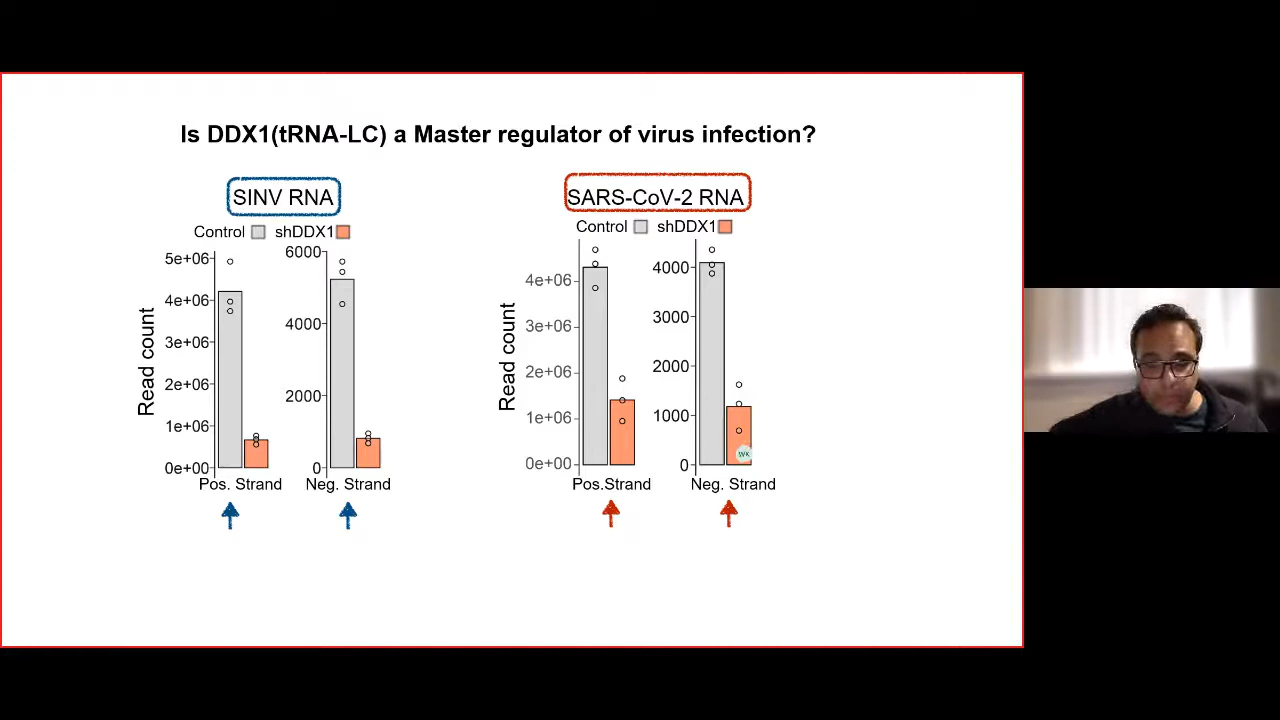 Is DDX1(tRNA-LC) a Master regulator of virus infection?
SINV RNA
Control shDDX1
Read count
5e+06
4e+06
3e+06
2e+06
1e+06
0e+00
Pos. Strand
6000
4000
2000
0
Neg. Strand
SARS-CoV-2 RNA
Control shDDX1
Read count
4e+06
3e+06
2e+06
1e+06
0e+00
Pos.Strand
4000
3000
2000
1000
0
WK
Neg. Strand